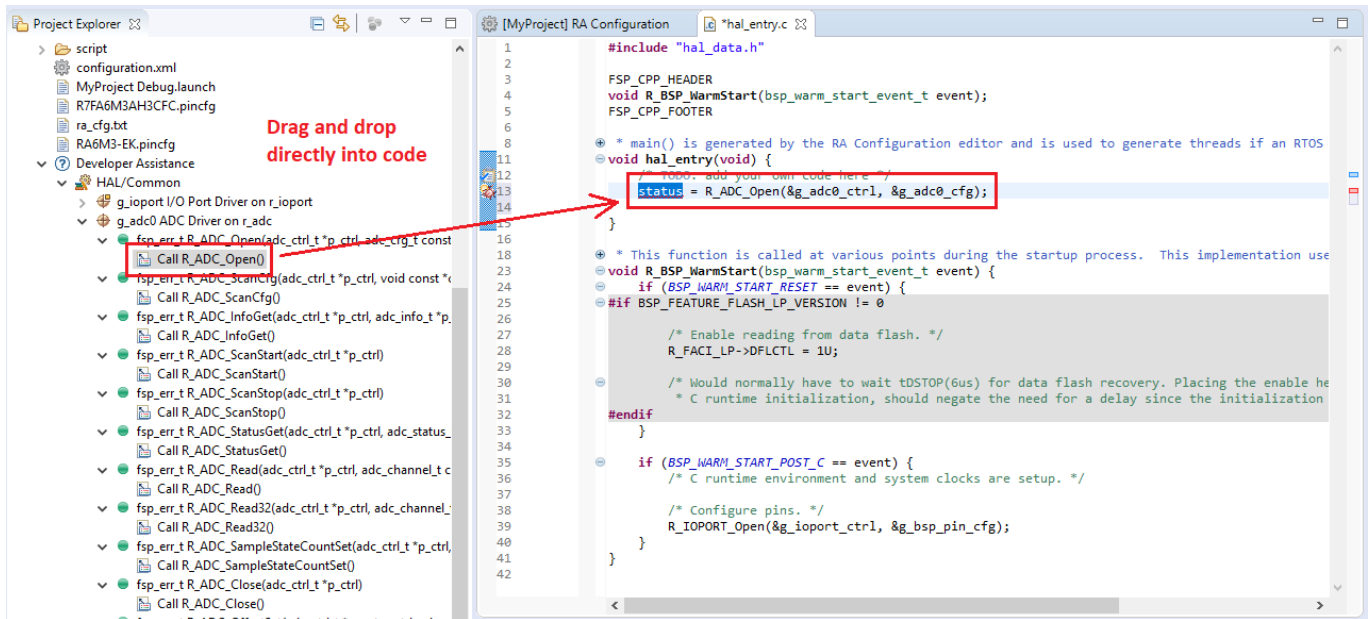 Project Explorer
script
configuration.xml
MyProject Debug.launch
R7FA6M3AH3CFC.pincfg
ra_cfg.txt
RA6M3-EK.pincfg
Developer Assistance
HAL/Common
g_ioport I/O Port Driver on r_ioport
g_adc0 ADC Driver on r_adc
fsp_err_t R_ADC_Open(adc_ctrl_t *p_ctrl, adc_cfg_t const
Call R_ADC_Open()
fsp_err_t R_ADC_ScanCfg(adc_ctrl_t *p_ctrl, void const *c
Call R_ADC_ScanCfg()
fsp_err_t R_ADC_InfoGet(adc_ctrl_t *p_ctrl, adc_info_t *p_
Call R_ADC_InfoGet()
fsp_err_t R_ADC_ScanStart(adc_ctrl_t *p_ctrl)
Call R_ADC_ScanStart()
fsp_err_t R_ADC_ScanStop(adc_ctrl_t *p_ctrl)
Call R_ADC_ScanStop()
fsp_err_t R_ADC_StatusGet(adc_ctrl_t *p_ctrl, adc_status_
Call R_ADC_StatusGet()
fsp_err_t R_ADC_Read(adc_ctrl_t *p_ctrl, adc_channel_t c
Call R_ADC_Read()
fsp_err_t R_ADC_Read32(adc_ctrl_t *p_ctrl, adc_channel_
Call R_ADC_Read32()
fsp_err_t R_ADC_SampleStateCountSet(adc_ctrl_t *p_ctrl,
Call R_ADC_SampleStateCountSet()
fsp_err_t R_ADC_Close(adc_ctrl_t *p_ctrl)
Call R_ADC_Close()
Drag and drop
directly into code
[MyProject] RA Configuration
*hal_entry.c
1 #include "hal_data.h"
2
3 FSP_CPP_HEADER
4 void R_BSP_WarmStart(bsp_warm_start_event_t event);
5 FSP_CPP_FOOTER
6
8 * main() is generated by the RA Configuration editor and is used to generate threads if an RTOS
11 void hal_entry(void) {
12 /* TODO: add your own code here */
13 status = R_ADC_Open(&g_adc0_ctrl, &g_adc0_cfg);
14
15 }
16
18 * This function is called at various points during the startup process. This implementation use
23 void R_BSP_WarmStart(bsp_warm_start_event_t event) {
24 if (BSP_WARM_START_RESET == event) {
25 #if BSP_FEATURE_FLASH_LP_VERSION != 0
26
27 /* Enable reading from data flash. */
28 R_FACI_LP->DFLCTL = 1U;
29
30 /* Would normally have to wait tDSTOP(6us) for data flash recovery. Placing the enable he
31 * C runtime initialization, should negate the need for a delay since the initialization
32 #endif
33 }
34
35 if (BSP_WARM_START_POST_C == event) {
36 /* C runtime environment and system clocks are setup. */
37
38 /* Configure pins. */
39 R_IOPORT_Open(&g_ioport_ctrl, &g_bsp_pin_cfg);
40 }
41 }
42